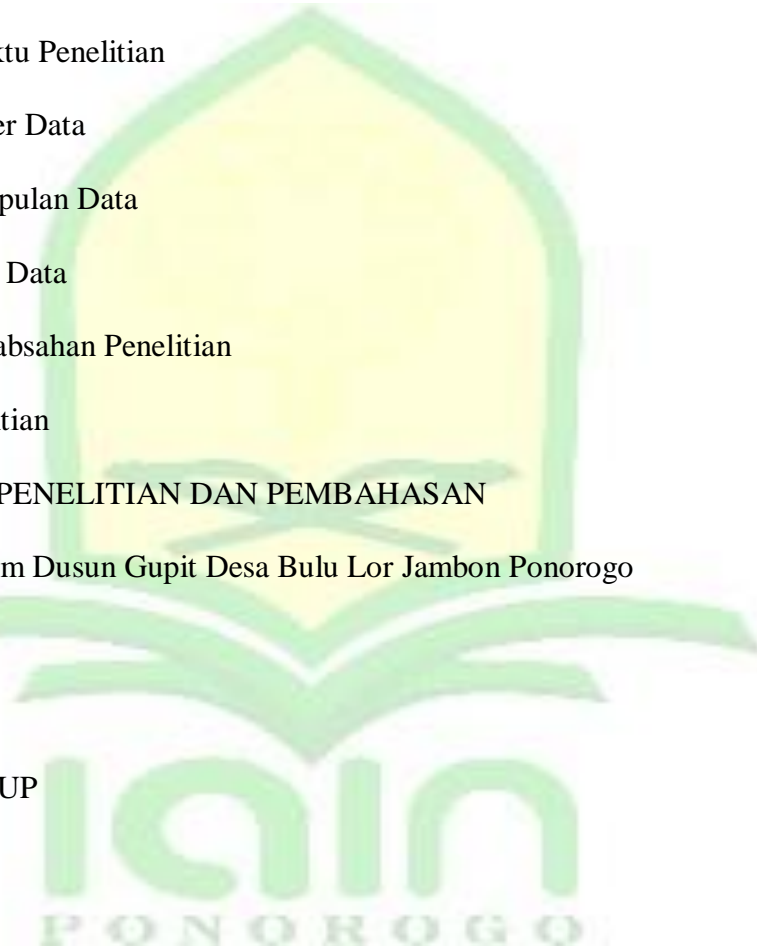 ktu Penelitian
er Data
pulan Data
Data
absahan Penelitian
tian
PENELITIAN DAN PEMBAHASAN
m Dusun Gupit Desa Bulu Lor Jambon Ponorogo
UP
iain
PONOROGO